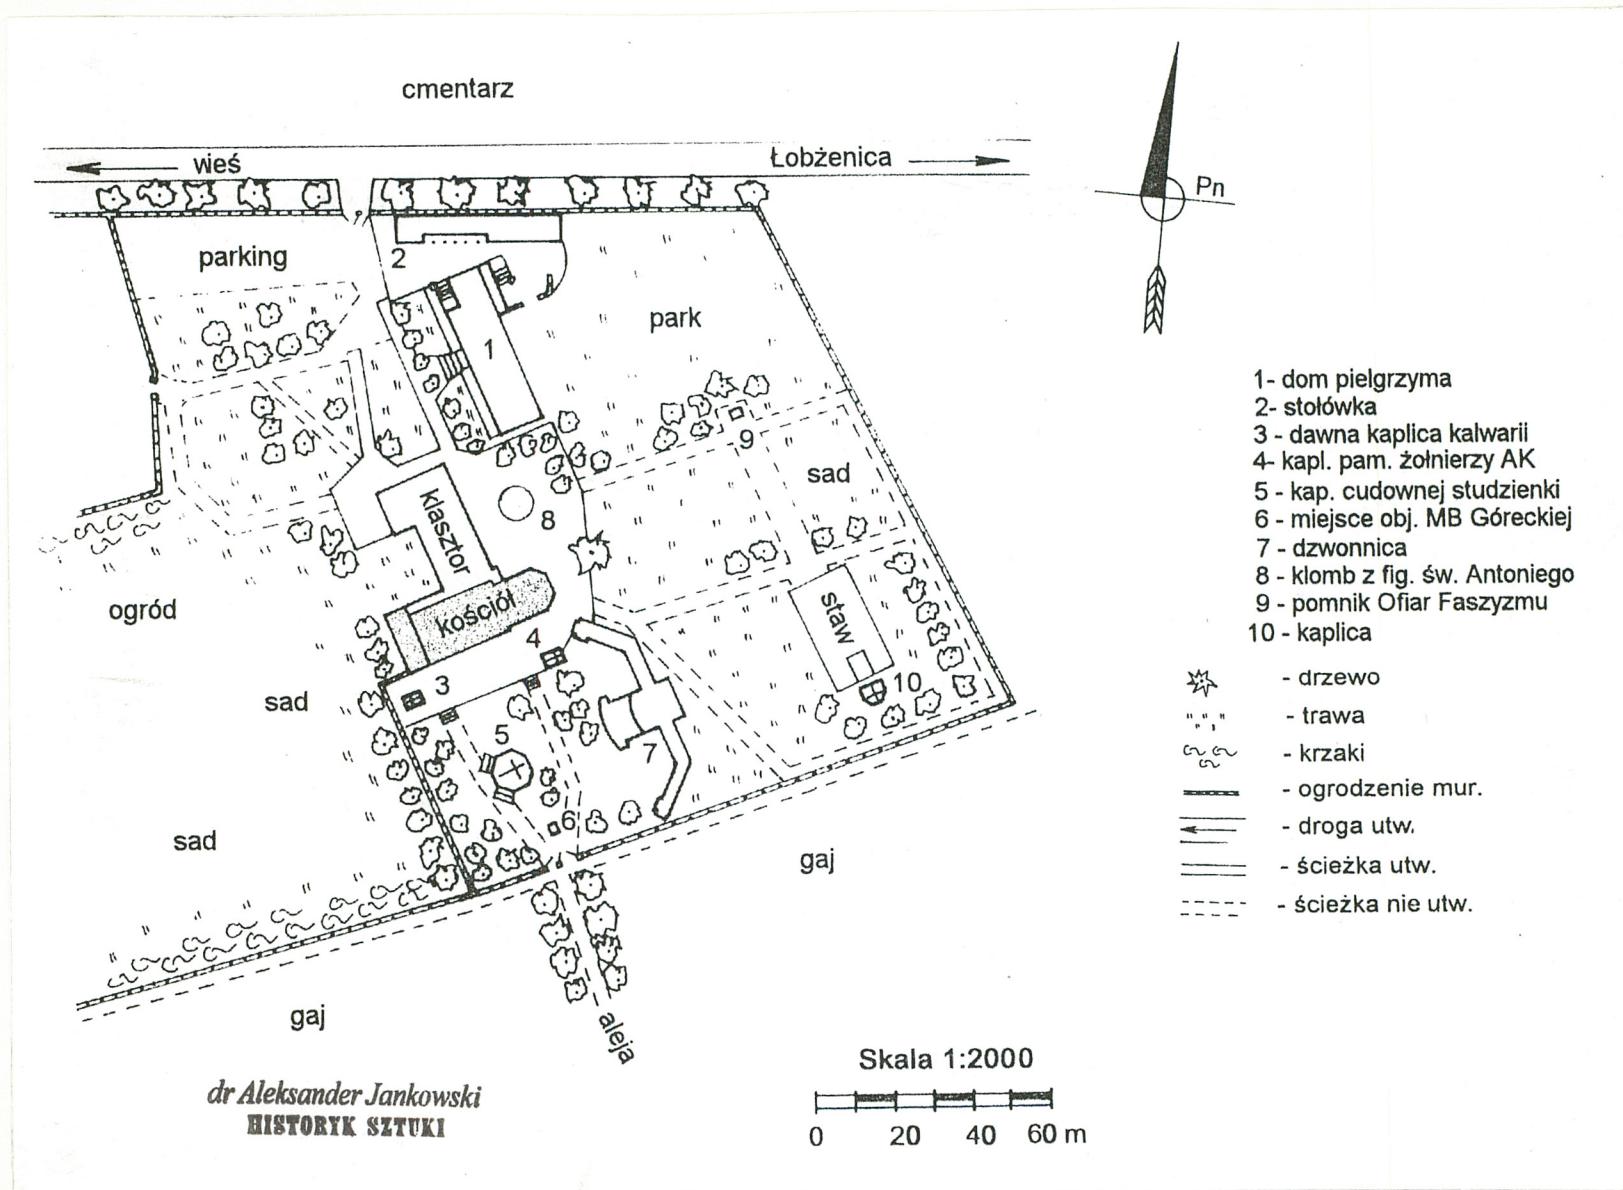 cmentarz
wieś
Łobżenica
Pn
parking
2
park
1
9
sad
klasztor
8
ogród
kościół
staw
4
3
10
sad
5
7
6
sad
gaj
gaj
aleja
1- dom pielgrzyma
2- stołówka
3 - dawna kaplica kalwarii
4- kapl. pam. żołnierzy AK
5 - kap. cudownej studzienki
6 - miejsce obj. MB Góreckiej
7 - dzwonnica
8 - klomb z fig. św. Antoniego
9 - pomnik Ofiar Faszyzmu
10 - kaplica
- drzewo
- trawa
- krzaki
- ogrodzenie mur.
- droga utw.
- ścieżka utw.
- ścieżka nie utw.
Skala 1:2000
0 20 40 60 m
dr Aleksander Jankowski
HISTORYK SZTUKI